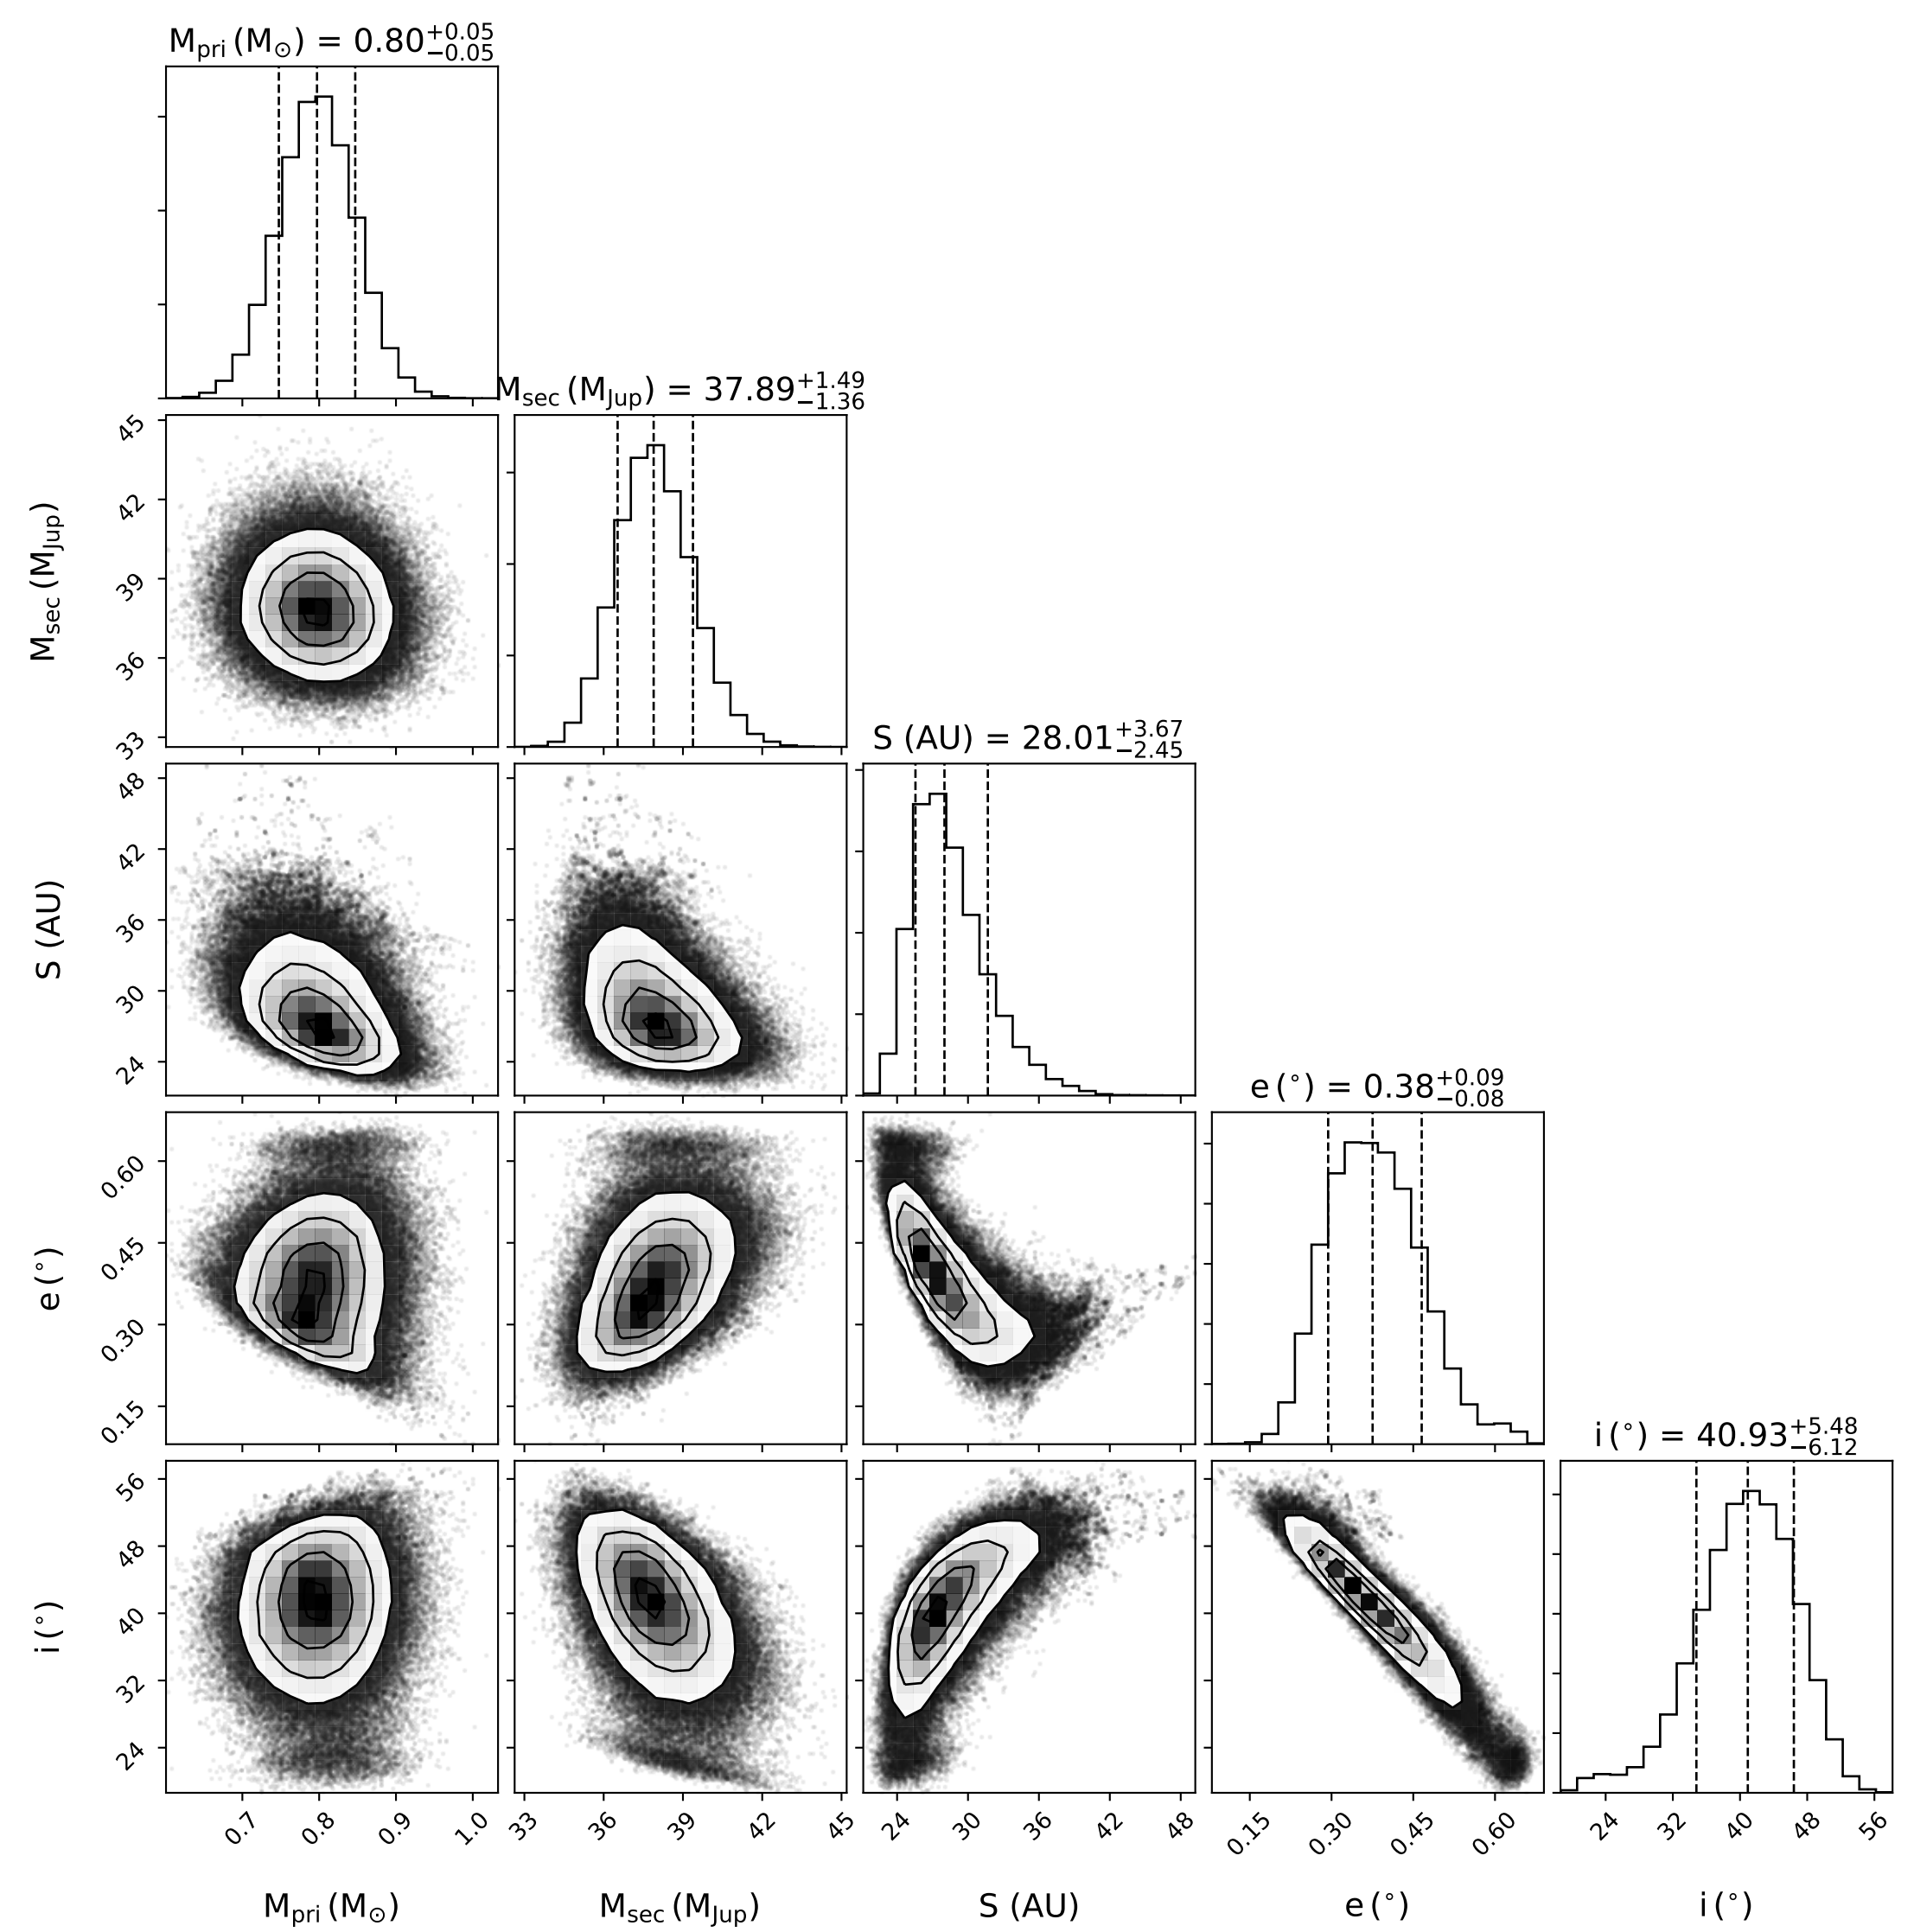 M_pri (M_⊙) = 0.80 +0.05 −0.05
M_sec (M_Jup) = 37.89 +1.49 −1.36
45
42
39
36
33
M_sec (M_Jup)
S (AU) = 28.01 +3.67 −2.45
48
42
36
30
24
S (AU)
e (°) = 0.38 +0.09 −0.08
0.60
0.45
0.30
0.15
e (°)
i (°) = 40.93 +5.48 −6.12
56
48
40
32
24
i (°)
0.7 0.8 0.9 1.0
33 36 39 42 45
24 30 36 42 48
0.15 0.30 0.45 0.60
24 32 40 48 56
M_pri (M_⊙)
M_sec (M_Jup)
S (AU)
e (°)
i (°)